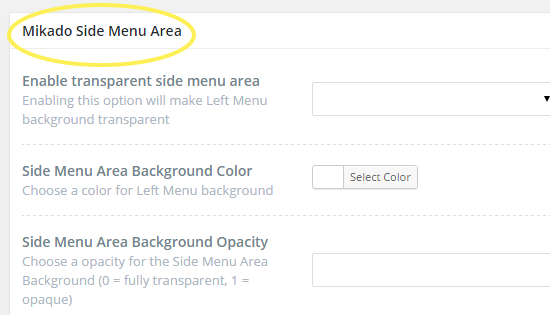 Mikado Side Menu Area
Enable transparent side menu area
Enabling this option will make Left Menu
background transparent
Side Menu Area Background Color
Choose a color for Left Menu background
Select Color
Side Menu Area Background Opacity
Choose a opacity for the Side Menu Area
Background (0 = fully transparent, 1 =
opaque)